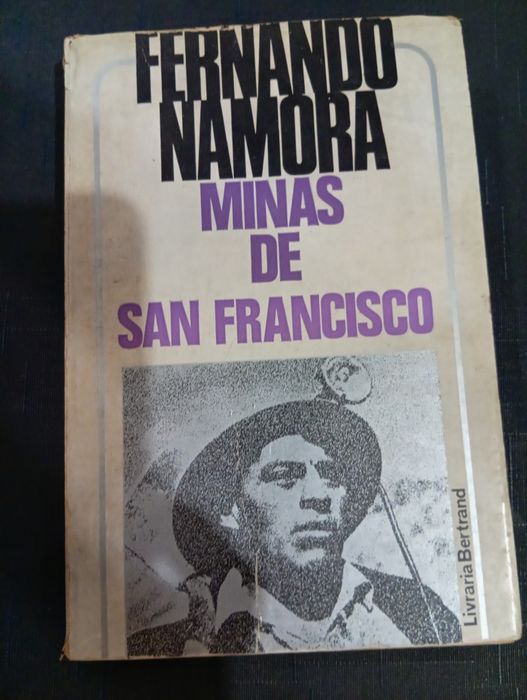 FERNANDO
NAMORA
MINAS
DE
SAN FRANCISCO
Livraria Bertrand